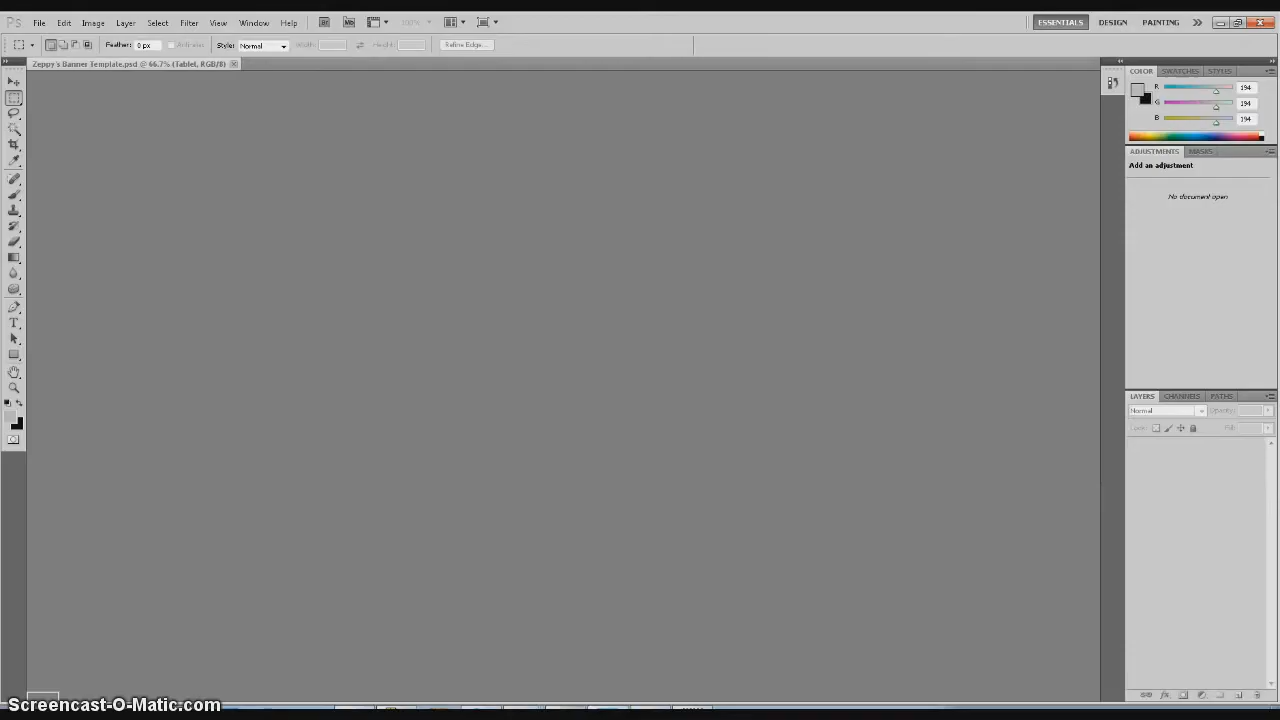 Ps File Edit Image Layer Select Filter View Window Help Br Mb 100% ESSENTIALS DESIGN PAINTING
Feather: 0 px Anti-alias Style: Normal Width: Height: Refine Edge...
Zeppy's Banner Template.psd @ 66.7% (Tablet, RGB/8)
COLOR SWATCHES STYLES
R 194
G 194
B 194
ADJUSTMENTS MASKS
Add an adjustment
No document open
LAYERS CHANNELS PATHS
Normal Opacity:
Lock: Fill:
T
Screencast-O-Matic.com